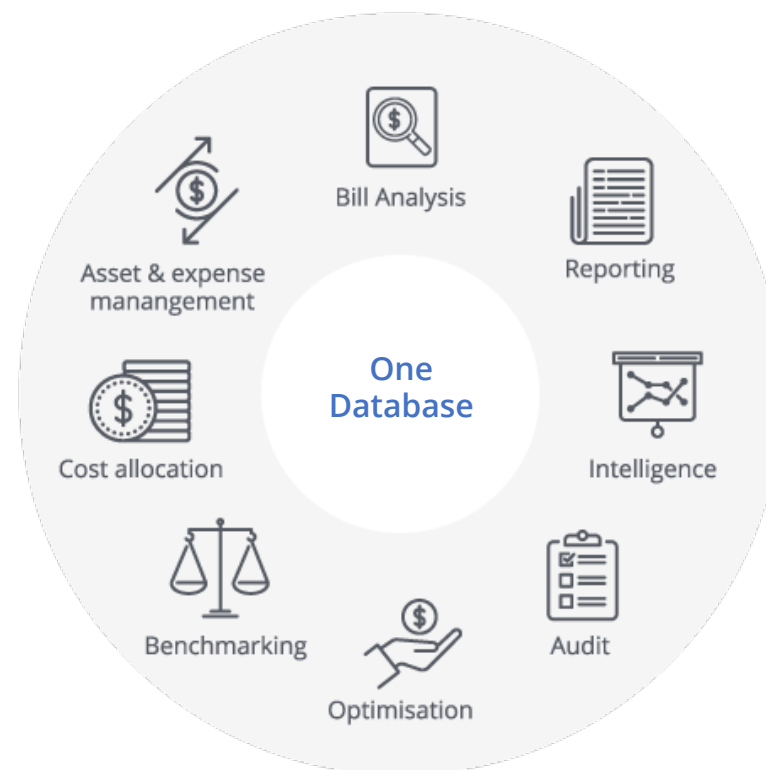 Bill Analysis
Reporting
Intelligence
Audit
Optimisation
Benchmarking
Cost allocation
Asset & expense
manangement
One
Database